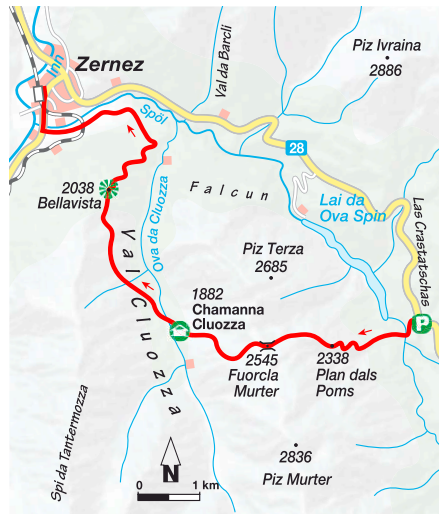 Zernez
Inn
Spöl
Val da Barcli
Piz Ivraina
2886
28
2038
Bellavista
Ova da Cluozza
Falcun
Lai da
Ova Spin
Las Crastatschas
Piz Terza
2685
Val Cluozza
1882
Chamanna
Cluozza
P
2545
Fuorcla
Murter
2338
Plan dals
Poms
Spi da Tantermozza
2836
Piz Murter
N
0
1 km